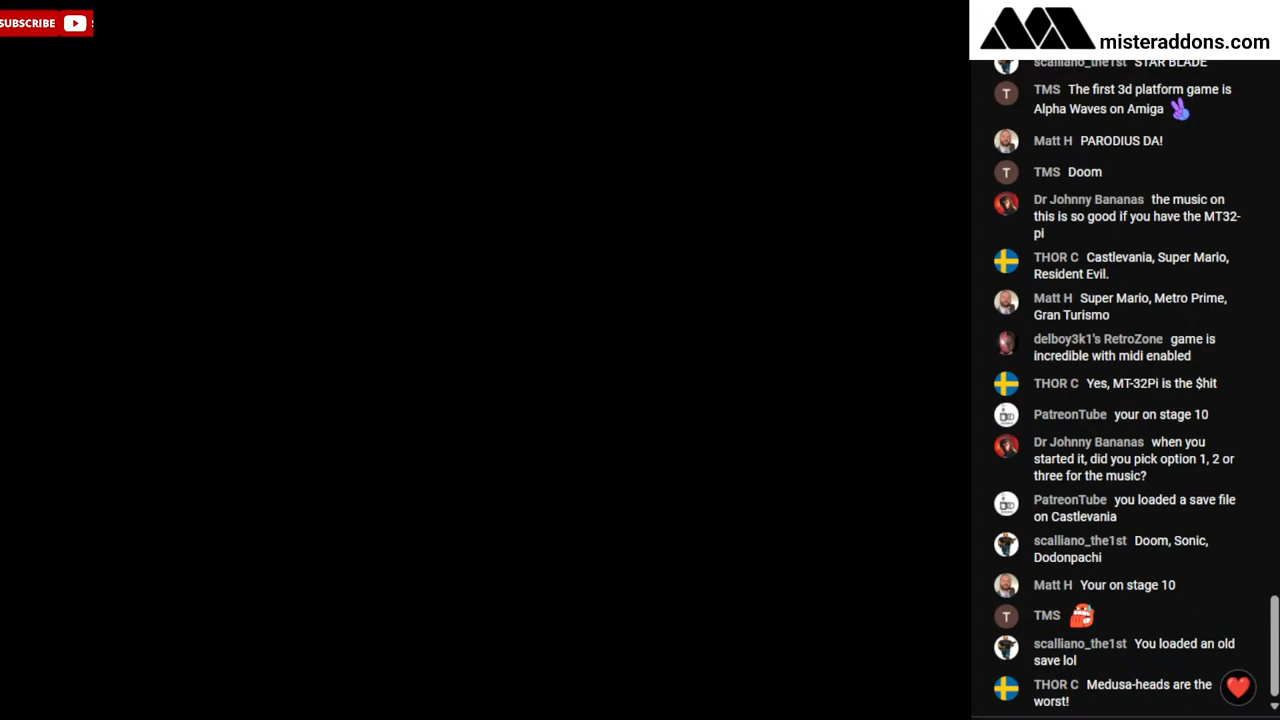 SUBSCRIBE
misteraddons.com
scalliano_the1st STAR BLADE
TMS The first 3d platform game is
Alpha Waves on Amiga
Matt H PARODIUS DA!
TMS Doom
Dr Johnny Bananas the music on
this is so good if you have the MT32-
pi
THOR C Castlevania, Super Mario,
Resident Evil.
Matt H Super Mario, Metro Prime,
Gran Turismo
delboy3k1's RetroZone game is
incredible with midi enabled
THOR C Yes, MT-32Pi is the $hit
PatreonTube your on stage 10
Dr Johnny Bananas when you
started it, did you pick option 1, 2 or
three for the music?
PatreonTube you loaded a save file
on Castlevania
scalliano_the1st Doom, Sonic,
Dodonpachi
Matt H Your on stage 10
TMS
scalliano_the1st You loaded an old
save lol
THOR C Medusa-heads are the
worst!